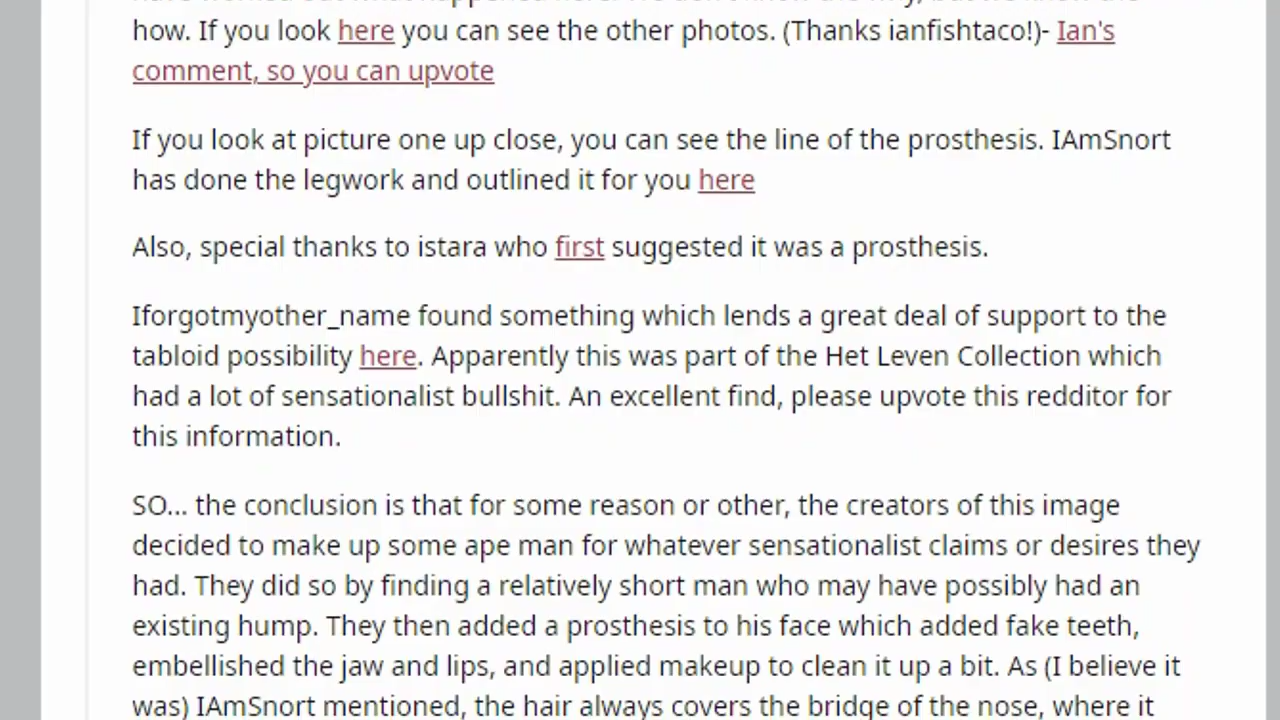 how. If you look here you can see the other photos. (Thanks ianfishtaco!)- Ian's
comment, so you can upvote
If you look at picture one up close, you can see the line of the prosthesis. IAmSnort
has done the legwork and outlined it for you here
Also, special thanks to istara who first suggested it was a prosthesis.
Iforgotmyother_name found something which lends a great deal of support to the
tabloid possibility here. Apparently this was part of the Het Leven Collection which
had a lot of sensationalist bullshit. An excellent find, please upvote this redditor for
this information.
SO... the conclusion is that for some reason or other, the creators of this image
decided to make up some ape man for whatever sensationalist claims or desires they
had. They did so by finding a relatively short man who may have possibly had an
existing hump. They then added a prosthesis to his face which added fake teeth,
embellished the jaw and lips, and applied makeup to clean it up a bit. As (I believe it
was) IAmSnort mentioned, the hair always covers the bridge of the nose, where it